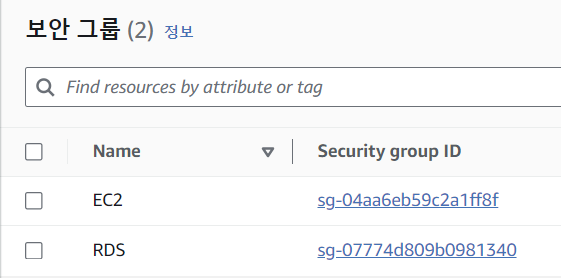 보안 그룹 (2) 정보
Find resources by attribute or tag
Name Security group ID
EC2 sg-04aa6eb59c2a1ff8f
RDS sg-07774d809b0981340